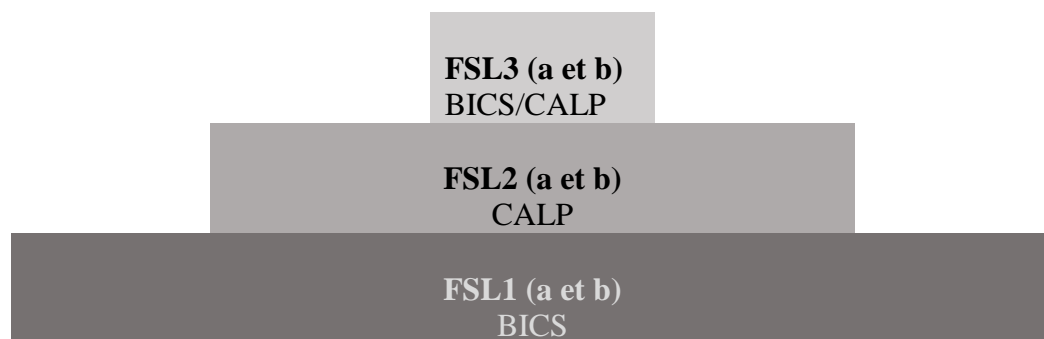 FSL3 (a et b)
BICS/CALP
FSL2 (a et b)
CALP
FSL1 (a et b)
BICS